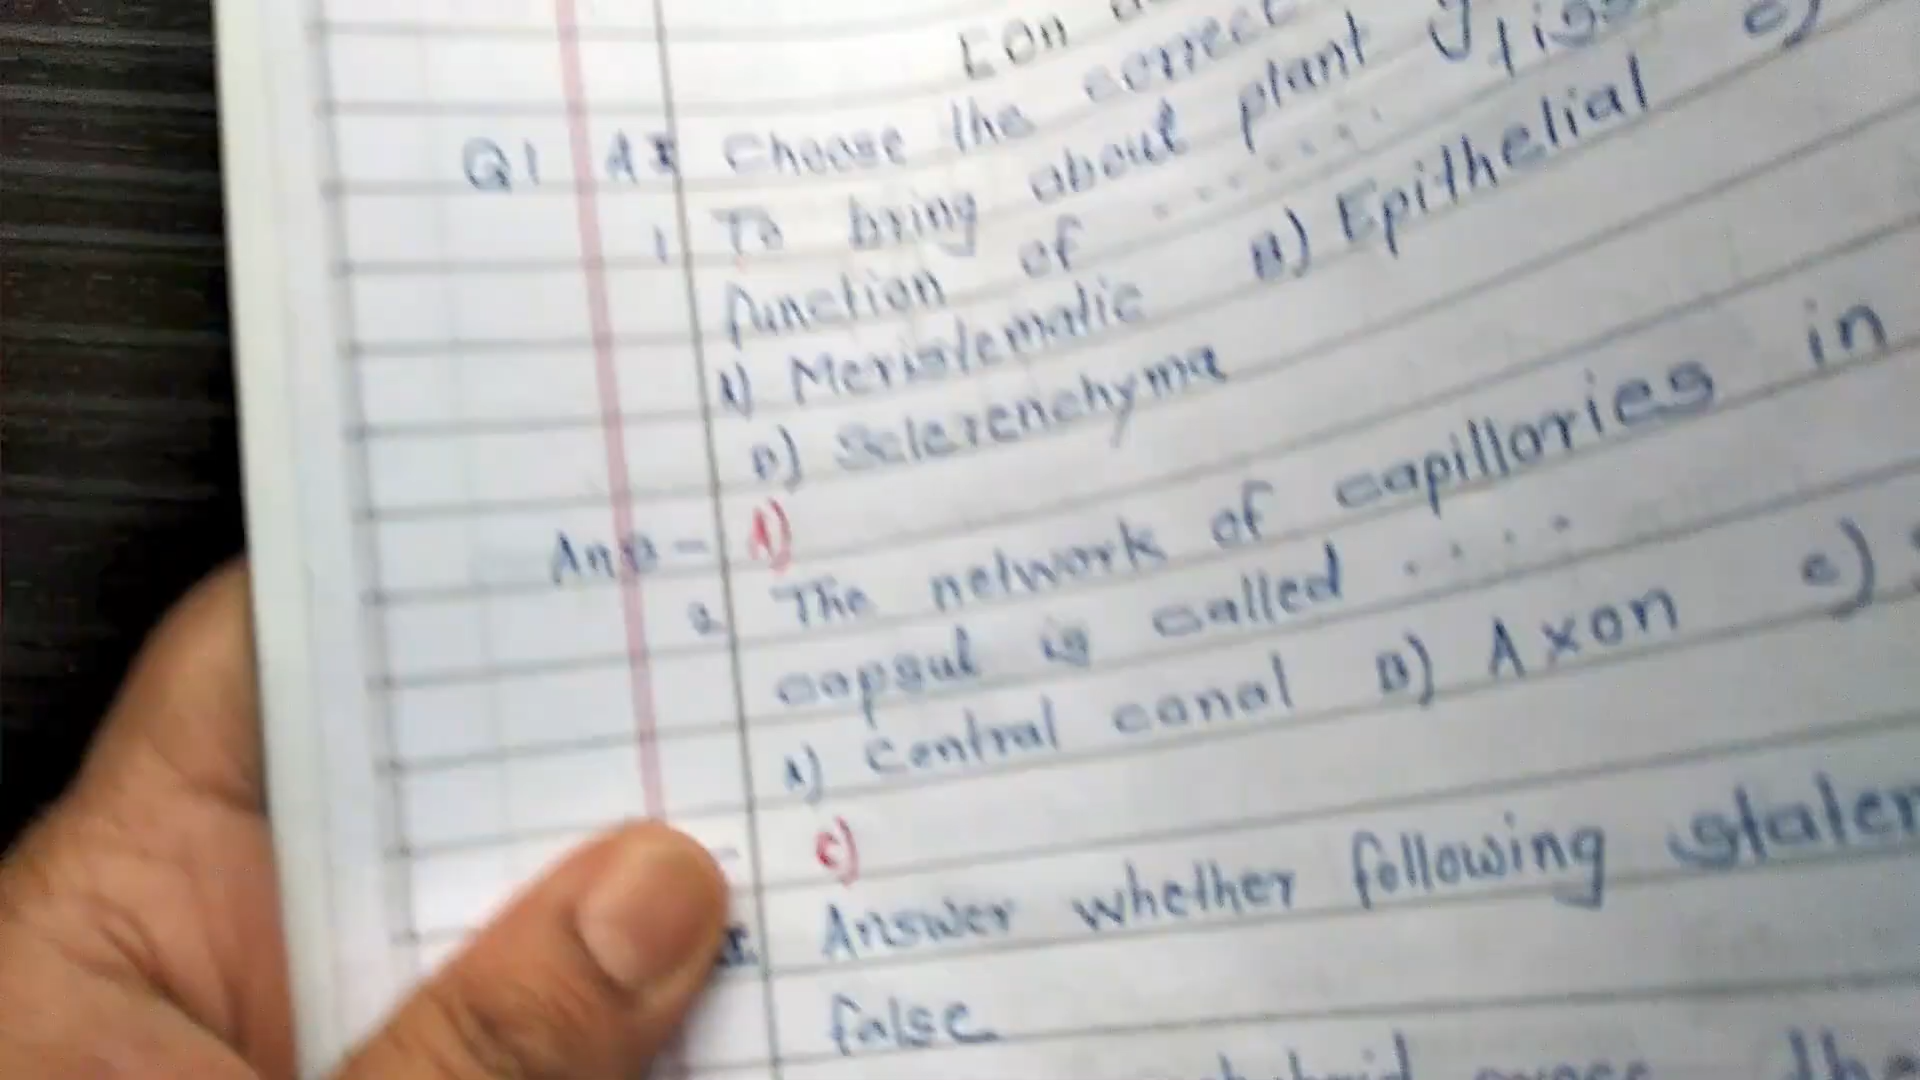 Q1 A Choose the correct
1. To bring about plant
function of .......
A) Meristematic B) Epithelial c)
D) Sclerenchyma
Ans - A)
2. The network of capillories in
capsul is called .....
A) Central canal B) Axon c)
- c)
Answer whether following
false